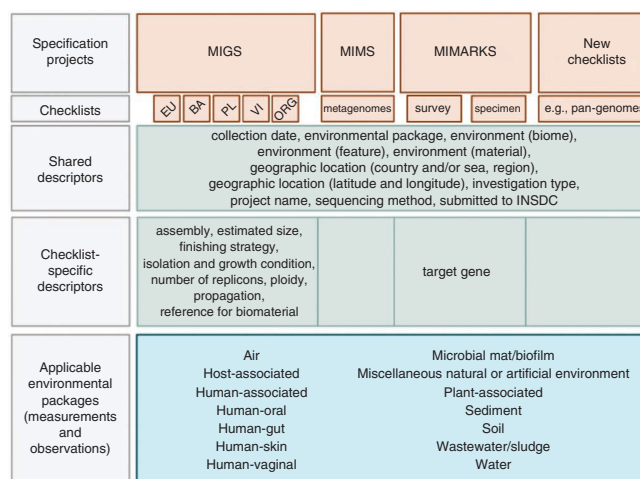 Specification
projects
MIGS
MIMS
MIMARKS
New
checklists
Checklists
EU
BA
PL
VI
ORG
metagenomes
survey
specimen
e.g., pan-genomes
Shared
descriptors
collection date, environmental package, environment (biome),
environment (feature), environment (material),
geographic location (country and/or sea, region),
geographic location (latitude and longitude), investigation type,
project name, sequencing method, submitted to INSDC
Checklist-
specific
descriptors
assembly, estimated size,
finishing strategy,
isolation and growth condition,
number of replicons, ploidy,
propagation,
reference for biomaterial
target gene
Applicable
environmental
packages
(measurements
and
observations)
Air
Host-associated
Human-associated
Human-oral
Human-gut
Human-skin
Human-vaginal
Microbial mat/biofilm
Miscellaneous natural or artificial environment
Plant-associated
Sediment
Soil
Wastewater/sludge
Water